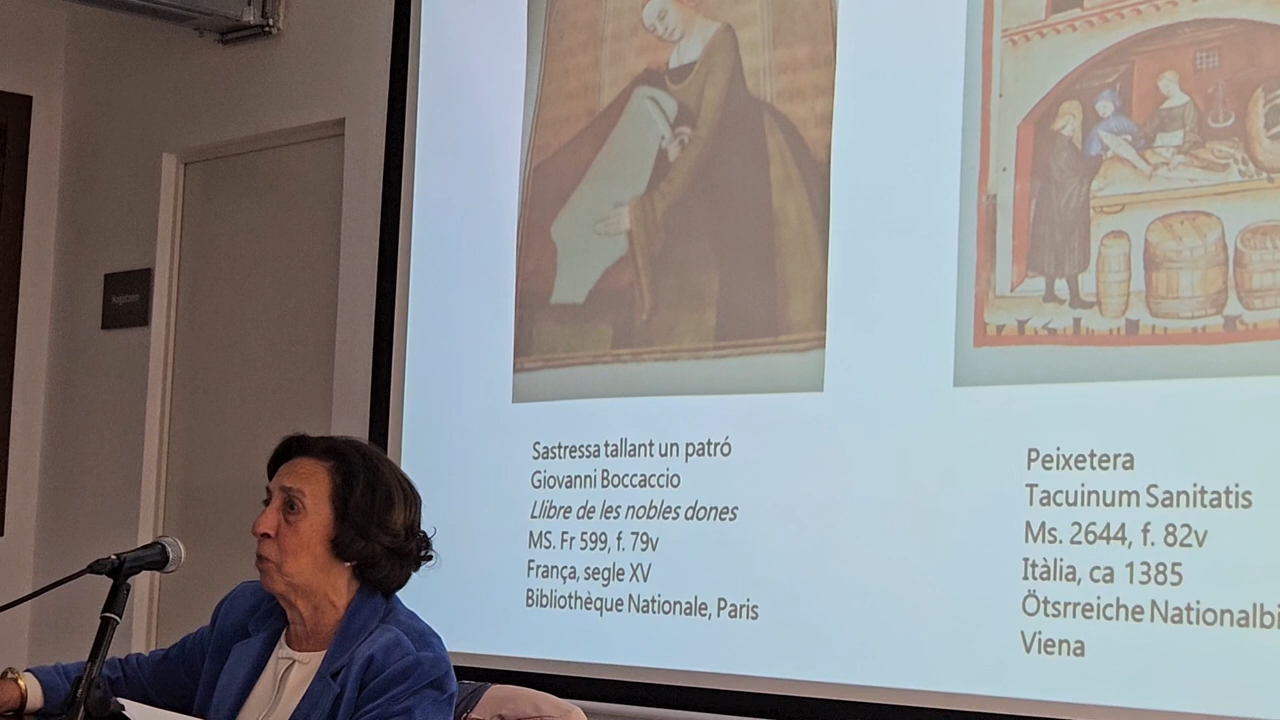 Magatzem
Sastressa tallant un patró
Giovanni Boccaccio
Llibre de les nobles dones
MS. Fr 599, f. 79v
França, segle XV
Bibliothèque Nationale, Paris
Peixetera
Tacuinum Sanitatis
Ms. 2644, f. 82v
Itàlia, ca 1385
Ötsrreiche Nationalbi
Viena